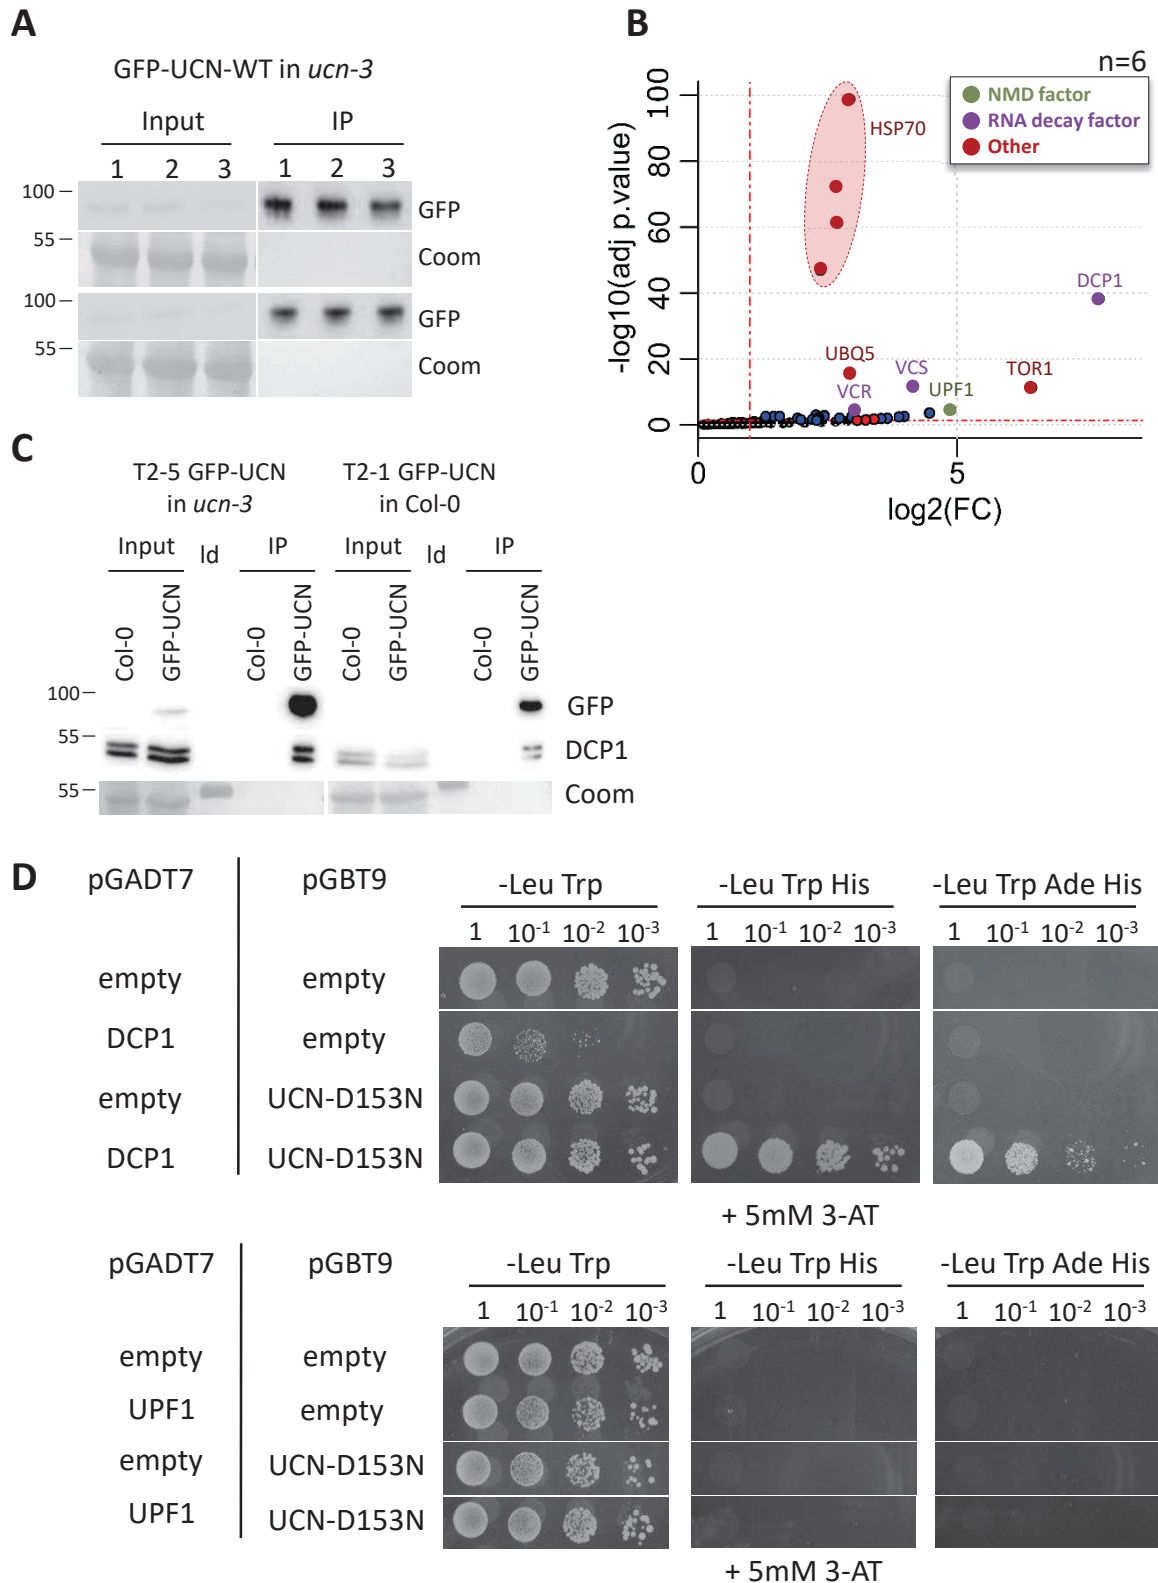 A
GFP-UCN-WT in ucn-3
Input IP
1 2 3 1 2 3
100
GFP
55
Coom
100
GFP
55
Coom
B
n=6
NMD factor
RNA decay factor
Other
HSP70
DCP1
UBQ5
VCS
TOR1
VCR
UPF1
-log10(adj p.value)
0 20 40 60 80 100
0 5
log2(FC)
C
T2-5 GFP-UCN in ucn-3
T2-1 GFP-UCN in Col-0
Input ld IP Input ld IP
Col-0 GFP-UCN Col-0 GFP-UCN Col-0 GFP-UCN Col-0 GFP-UCN
100
GFP
55
DCP1
55
Coom
D
pGADT7 pGBT9 -Leu Trp -Leu Trp His -Leu Trp Ade His
1 10-1 10-2 10-3 1 10-1 10-2 10-3 1 10-1 10-2 10-3
empty empty
DCP1 empty
empty UCN-D153N
DCP1 UCN-D153N
+ 5mM 3-AT
pGADT7 pGBT9 -Leu Trp -Leu Trp His -Leu Trp Ade His
1 10-1 10-2 10-3 1 10-1 10-2 10-3 1 10-1 10-2 10-3
empty empty
UPF1 empty
empty UCN-D153N
UPF1 UCN-D153N
+ 5mM 3-AT